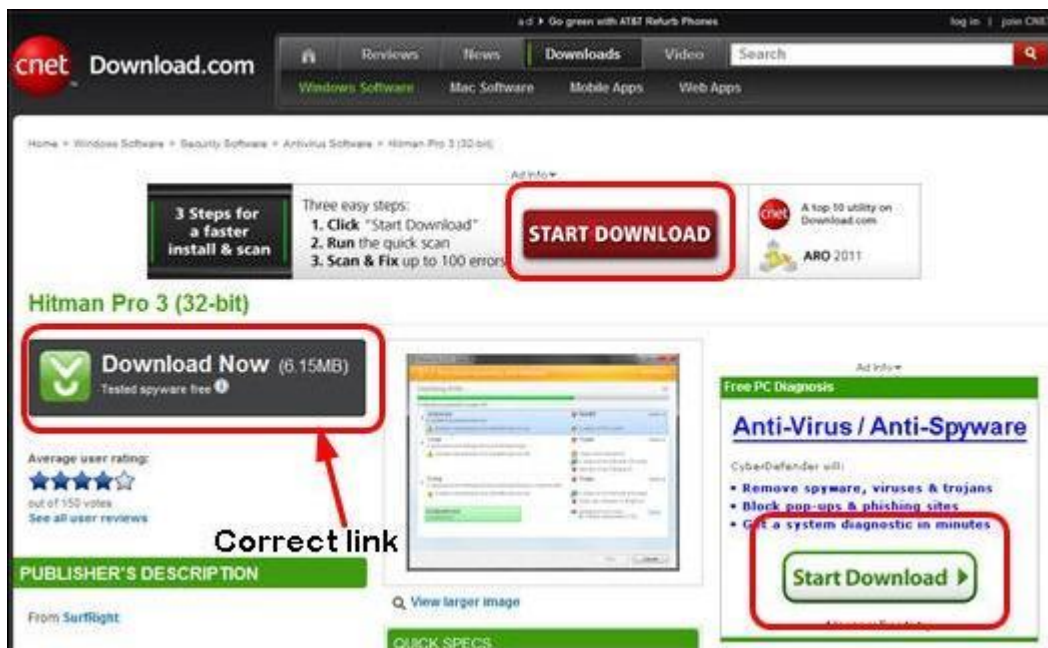 ad Go green with AT&T Refurb Phones
log in | join CNET
cnet Download.com
Reviews News Downloads Video Search
Windows Software Mac Software Mobile Apps Web Apps
Home > Windows Software > Security Software > Antivirus Software > Hitman Pro 3 (32-bit)
Ad Info
3 Steps for
a faster
install & scan
Three easy steps:
1. Click "Start Download"
2. Run the quick scan
3. Scan & Fix up to 100 errors
START DOWNLOAD
cnet
A top 10 utility on
Download.com
ARO 2011
Hitman Pro 3 (32-bit)
Download Now (6.15MB)
Tested spyware free
Correct link
Average user rating:
out of 150 votes
See all user reviews
PUBLISHER'S DESCRIPTION
From SurfRight
View larger image
QUICK SPECS
Ad Info
Free PC Diagnosis
Anti-Virus / Anti-Spyware
CyberDefender will:
• Remove spyware, viruses & trojans
• Block pop-ups & phishing sites
• Get a system diagnostic in minutes
Start Download